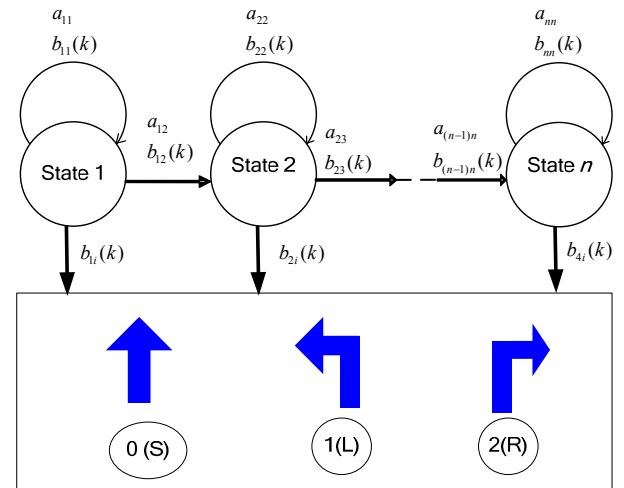 a₁₁ a₂₂ aₙₙ
b₁₁(k) b₂₂(k) bₙₙ(k)
a₁₂ a₂₃ a₍ₙ₋₁₎ₙ
b₁₂(k) b₂₃(k) b₍ₙ₋₁₎ₙ(k)
State 1 State 2 State n
b₁ᵢ(k) b₂ᵢ(k) b₄ᵢ(k)
0 (S) 1(L) 2(R)